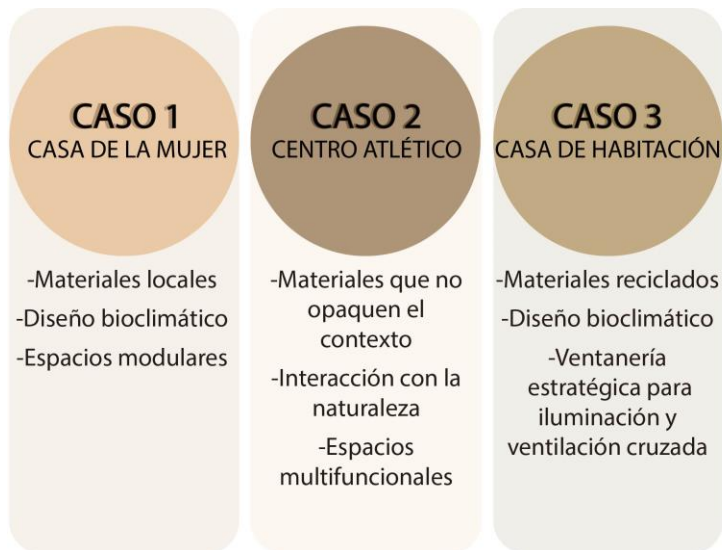 CASO 1
CASA DE LA MUJER
-Materiales locales
-Diseño bioclimático
-Espacios modulares
CASO 2
CENTRO ATLÉTICO
-Materiales que no
opaquen el
contexto
-Interacción con la
naturaleza
-Espacios
multifuncionales
CASO 3
CASA DE HABITACIÓN
-Materiales reciclados
-Diseño bioclimático
-Ventanería
estratégica para
iluminación y
ventilación cruzada